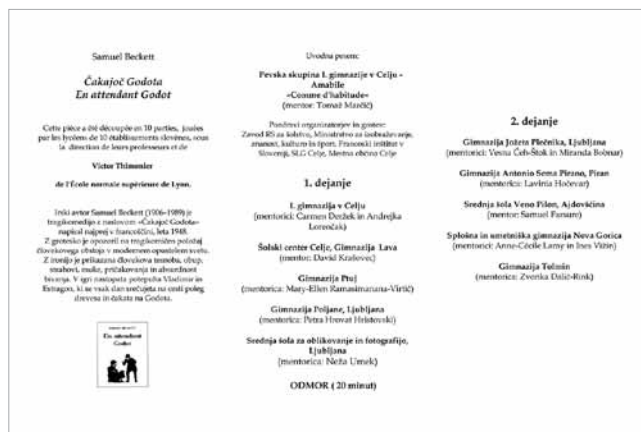 Samuel Beckett
Čakajoč Godota
En attendant Godot
Cette pièce a été découpée en 10 parties, jouées
par les lycéens de 10 établissements slovènes, sous
la direction de leurs professeurs et de
Victor Thimonier
de l'École normale supérieure de Lyon.
Irski avtor Samuel Beckett (1906–1989) je
tragikomedijo z naslovom »Čakajoč Godota«
napisal najprej v francoščini, leta 1948.
Z grotesko je opozoril na tragikomičen položaj
človekovega obstoja v modernem opustelem svetu.
Z ironijo je prikazana človekova tesnoba, obup,
strahovi, muke, pričakovanja in absurdnost
bivanja. V igri nastopata potepuha Vladimir in
Estragon, ki se vsak dan srečujeta na cesti poleg
drevesa in čakata na Godota.
En attendant
Godot
Uvodna pesem:
Pevska skupina I. gimnazije v Celju -
Amabile
»Comme d'habitude«
(mentor: Tomaž Marčič)
Pozdravi organizatorjev in gostov:
Zavod RS za šolstvo, Ministrstvo za izobraževanje,
znanost, kulturo in šport, Francoski inštitut v
Sloveniji, SLG Celje, Mestna občina Celje
1. dejanje
I. gimnazija v Celju
(mentorici: Carmen Deržek in Andrejka
Lorenčak)
Šolski center Celje, Gimnazija Lava
(mentor: David Krašovec)
Gimnazija Ptuj
(mentorica: Mary-Ellen Ramasimanana-Virtič)
Gimnazija Poljane, Ljubljana
(mentorica: Petra Hrovat Hristovski)
Srednja šola za oblikovanje in fotografijo,
Ljubljana
(mentorica: Neža Umek)
ODMOR ( 20 minut)
2. dejanje
Gimnazija Jožeta Plečnika, Ljubljana
(mentorici: Vesna Čeh-Štok in Miranda Bobnar)
Gimnazija Antonio Sema Pirano, Piran
(mentorica: Lavinia Hočevar)
Srednja šola Veno Pilon, Ajdovščina
(mentor: Samuel Farsure)
Splošna in umetniška gimnazija Nova Gorica
(mentorici: Anne-Cécile Lamy in Ines Vižin)
Gimnazija Tolmin
(mentorica: Zvenka Dalić-Rink)